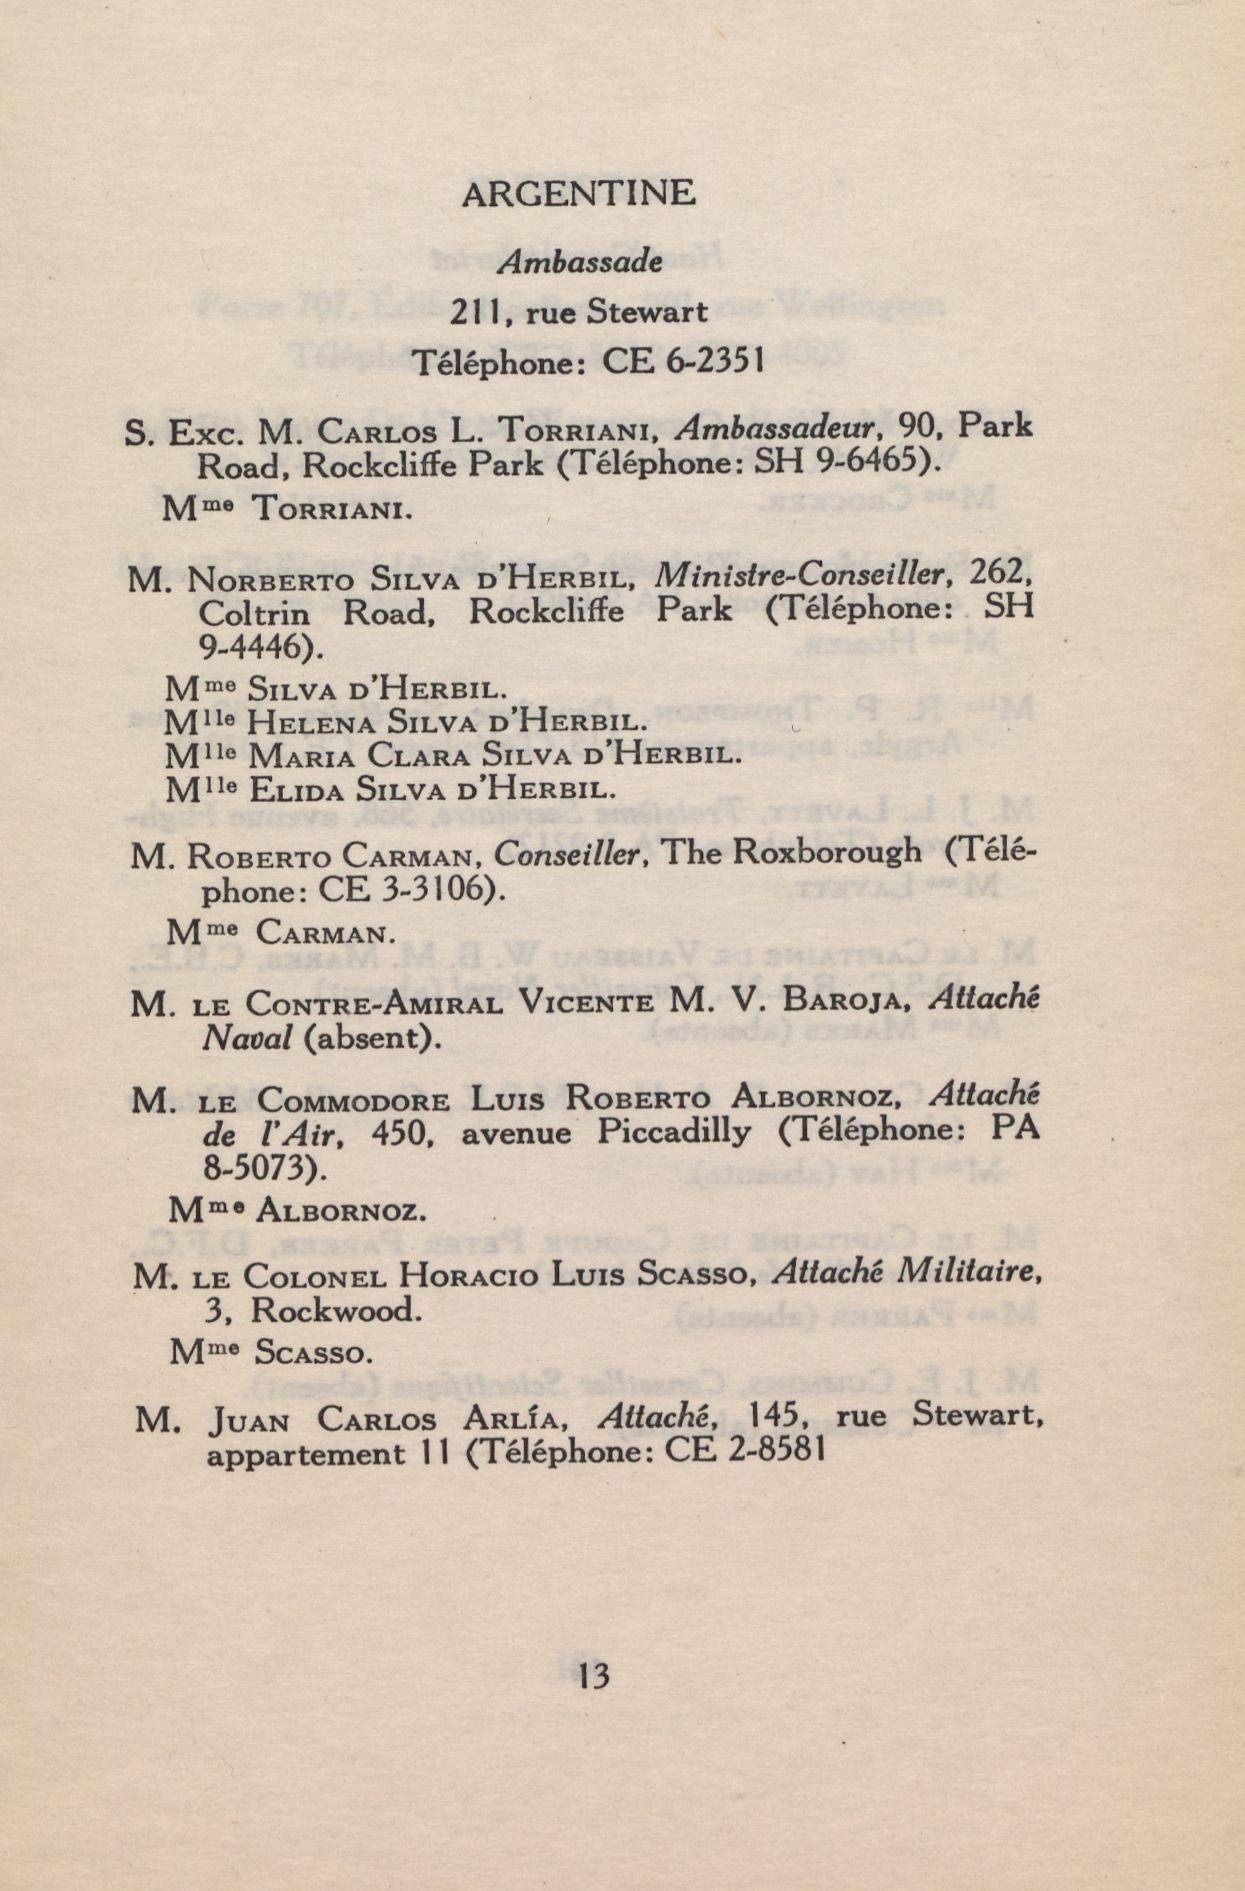 ARGENTINE
Ambassade
211, rue Stewart
Téléphone: CE 6-2351
S. Exc. M. Carlos L. Torriani, Ambassadeur, 90, Park
Road, Rockcliffe Park (Téléphone: SH 9-6465).
Mme Torriani.
M. Norberto Silva d'Herbil, Ministre-Conseiller, 262,
Coltrin Road, Rockcliffe Park (Téléphone: SH
9-4446).
Mme Silva d'Herbil.
Mlle Helena Silva d'Herbil.
Mlle Maria Clara Silva d'Herbil.
Mlle Elida Silva d'Herbil.
M. Roberto Carman, Conseiller, The Roxborough (Télé-
phone: CE 3-3106).
Mme Carman.
M. le Contre-Amiral Vicente M. V. Baroja, Attaché
Naval (absent).
M. le Commodore Luis Roberto Albornoz, Attaché
de l'Air, 450, avenue Piccadilly (Téléphone: PA
8-5073).
Mme Albornoz.
M. le Colonel Horacio Luis Scasso, Attaché Militaire,
3, Rockwood.
Mme Scasso.
M. Juan Carlos Arlía, Attaché, 145, rue Stewart,
appartement 11 (Téléphone: CE 2-8581
13